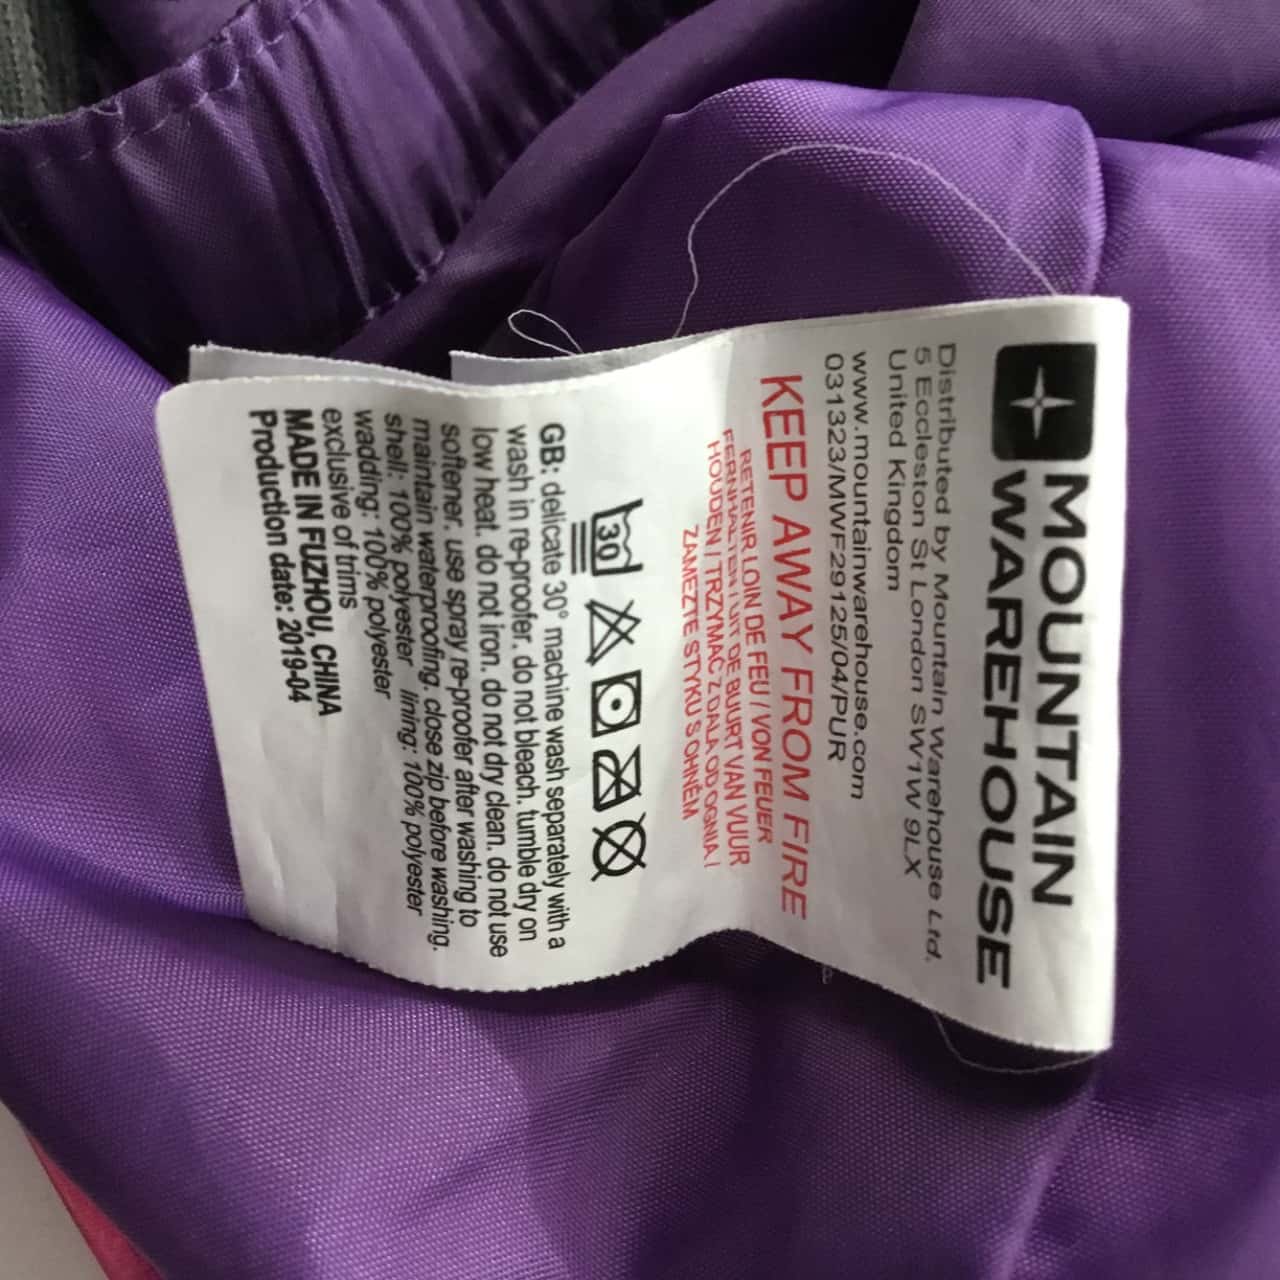 MOUNTAIN
WAREHOUSE
Distributed by Mountain Warehouse Ltd.
5 Eccleston St London SW1W 9LX
United Kingdom
www.mountainwarehouse.com
031323/MWF29125/04/PUR
KEEP AWAY FROM FIRE
RETENIR LOIN DE FEU / VON FEUER
FERNHALTEN / UIT DE BUURT VAN VUUR
HOUDEN / TRZYMAĆ Z DALA OD OGNIA /
ZAMEZTE STYKU S OHNĚM
30
GB: delicate 30° machine wash separately with a
wash in re-proofer. do not bleach. tumble dry on
low heat. do not iron. do not dry clean. do not use
softener. use spray re-proofer after washing to
maintain waterproofing. close zip before washing.
shell: 100% polyester lining: 100% polyester
wadding: 100% polyester
exclusive of trims
MADE IN FUZHOU, CHINA
Production date: 2019-04